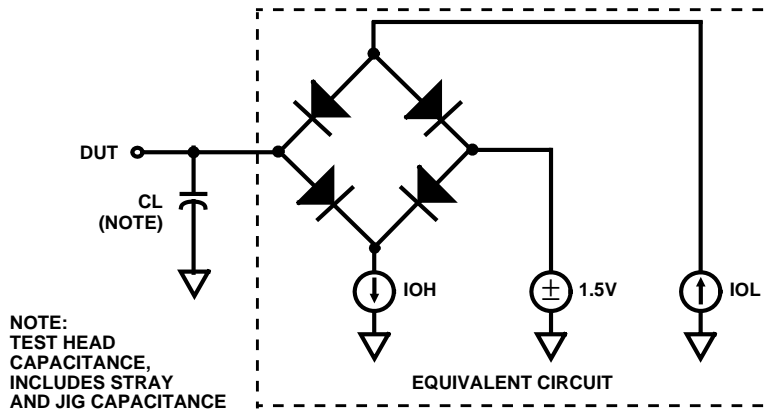 DUT
CL
(NOTE)
IOH
±
1.5V
IOL
NOTE:
TEST HEAD
CAPACITANCE,
INCLUDES STRAY
AND JIG CAPACITANCE
EQUIVALENT CIRCUIT